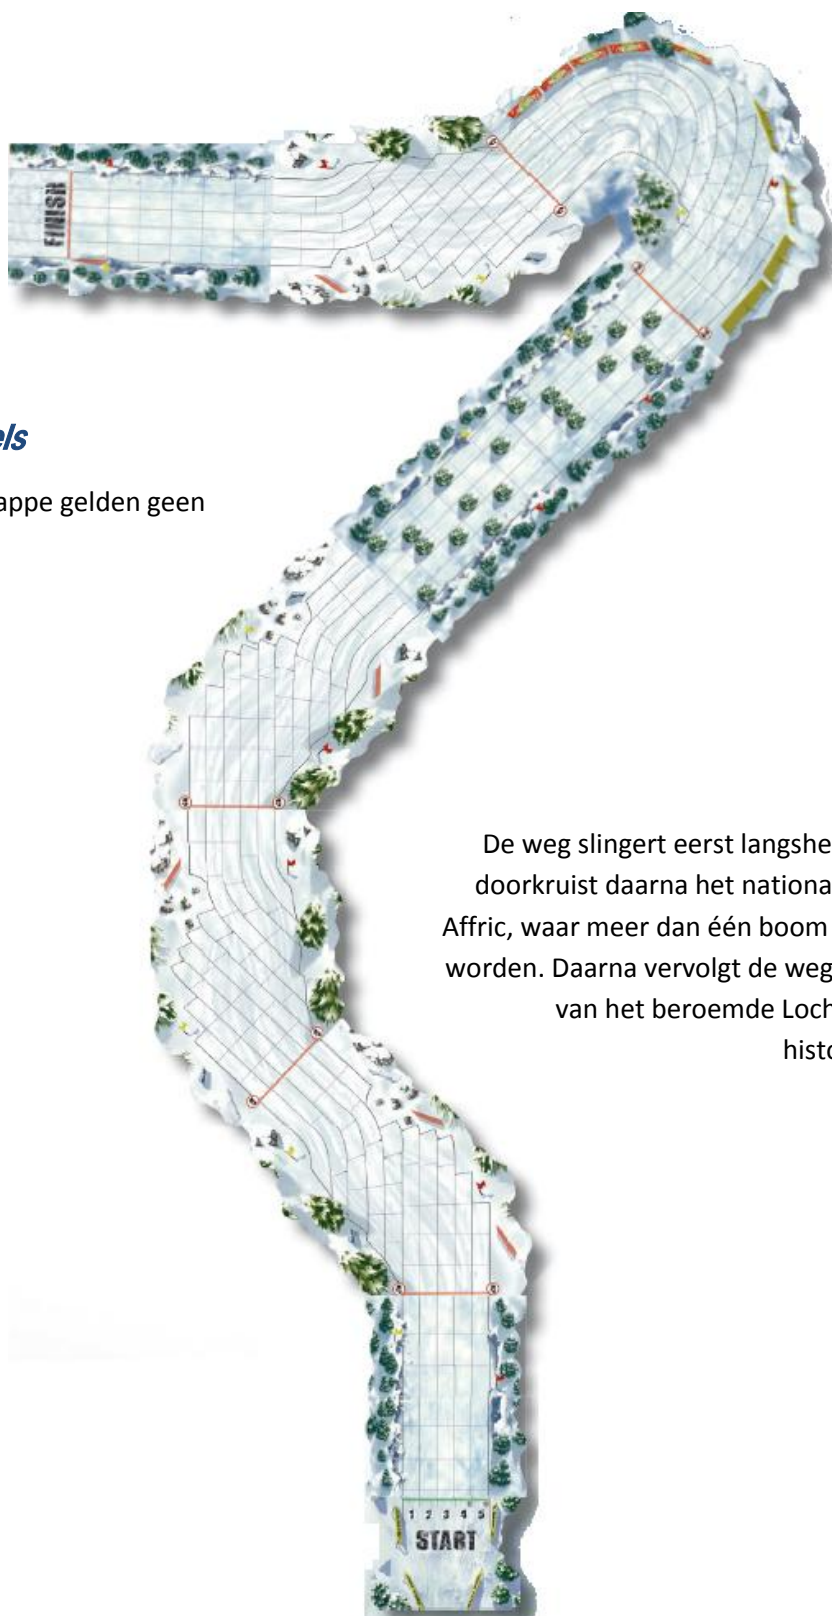 FINISH
els
appe gelden geen
De weg slingert eerst langshe
doorkruist daarna het nationa
Affric, waar meer dan één boom
worden. Daarna vervolgt de weg
van het beroemde Loch
histo
1 2 3 4 5
START